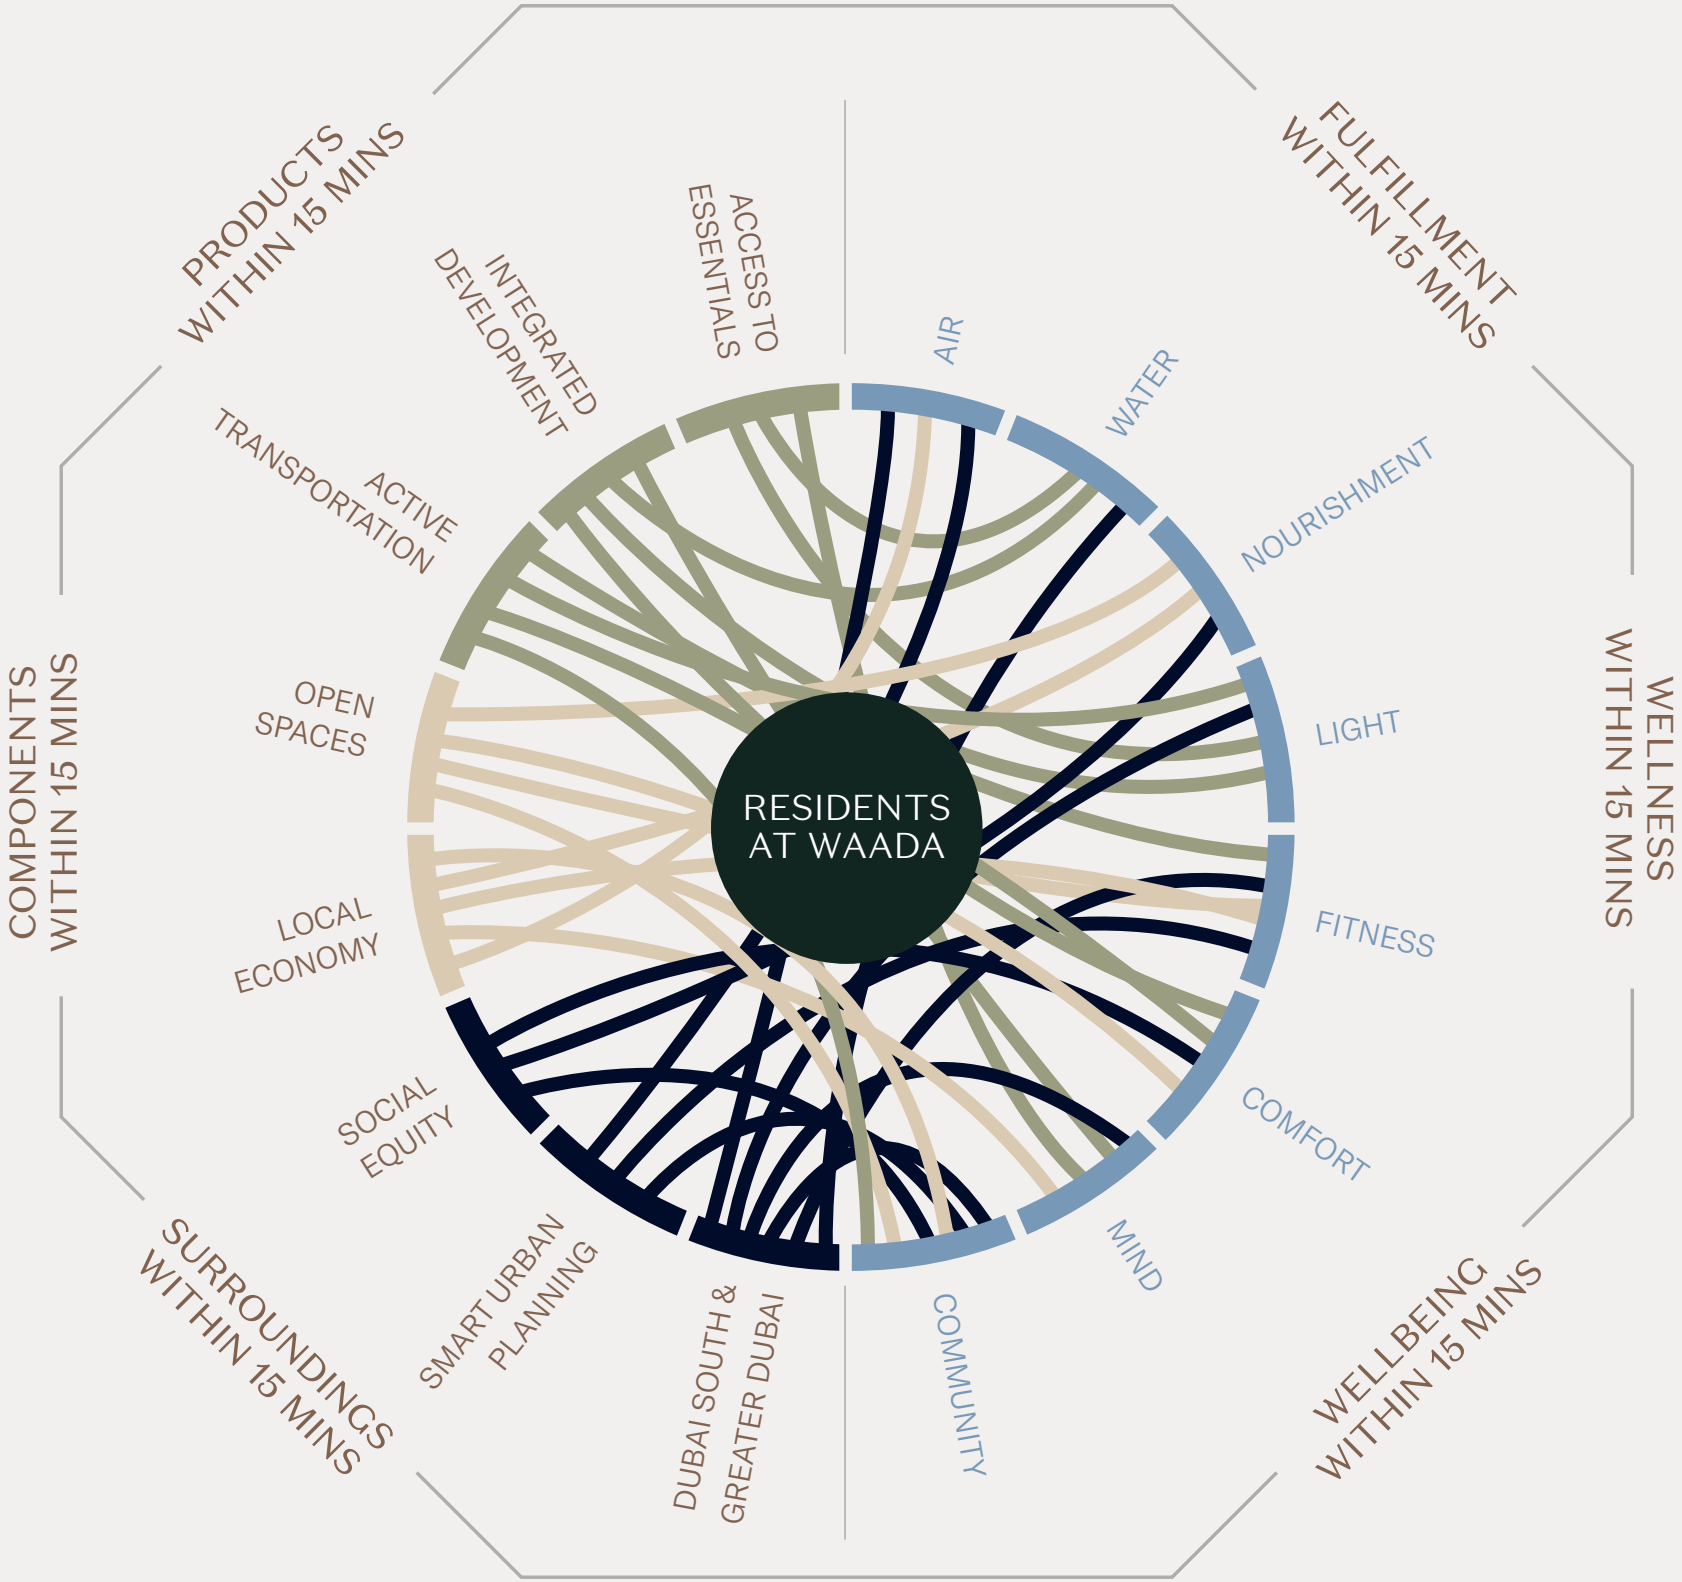 PRODUCTS
WITHIN 15 MINS
FULFILLMENT
WITHIN 15 MINS
ACCESS TO
ESSENTIALS
INTEGRATED
DEVELOPMENT
ACTIVE
TRANSPORTATION
OPEN
SPACES
LOCAL
ECONOMY
SOCIAL
EQUITY
SMART URBAN
PLANNING
DUBAI SOUTH &
GREATER DUBAI
AIR
WATER
NOURISHMENT
LIGHT
FITNESS
COMFORT
MIND
COMMUNITY
RESIDENTS
AT WAADA
COMPONENTS
WITHIN 15 MINS
WELLNESS
WITHIN 15 MINS
SURROUNDINGS
WITHIN 15 MINS
WELLBEING
WITHIN 15 MINS